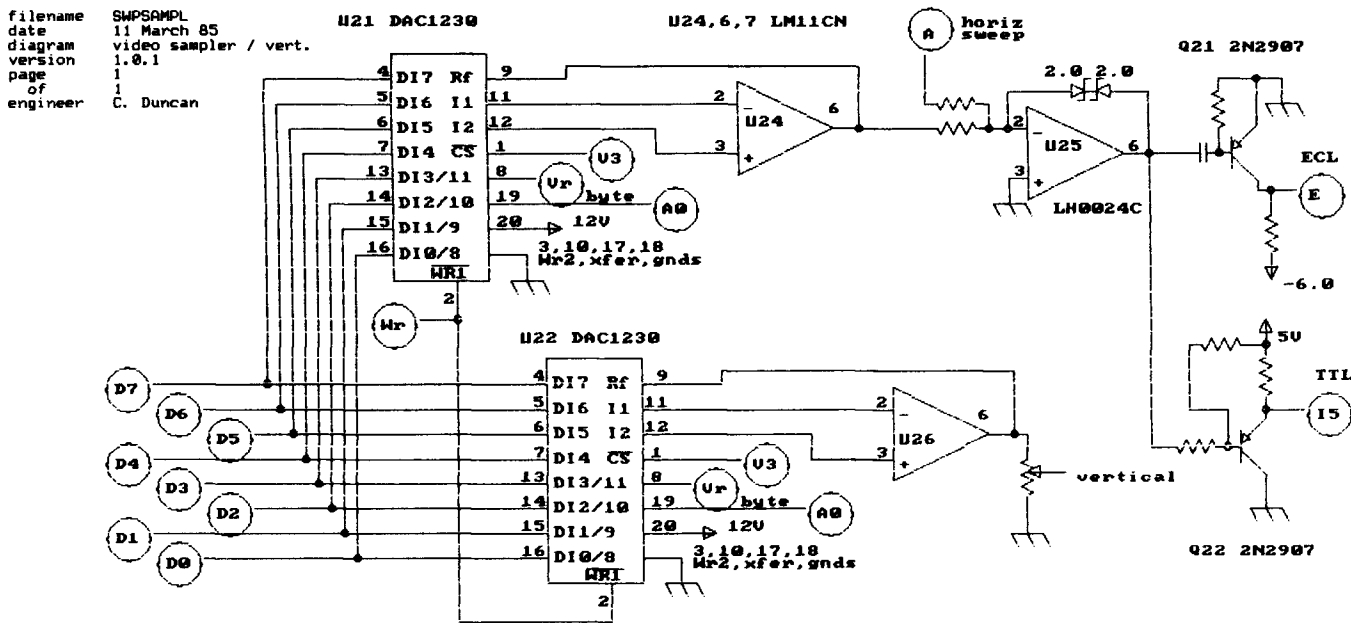 filename SWPSAMPL
date 11 March 85
diagram video sampler / vert.
version 1.0.1
page 1
of 1
engineer C. Duncan
U21 DAC1230
U24,6,7 LM11CN
A horiz
sweep
Q21 2N2907
2.0 2.0
4 DI7 Rf 9
5 DI6 I1 11
6 DI5 I2 12
7 DI4 CS 1
13 DI3/11 8
14 DI2/10 19
15 DI1/9 20
16 DI0/8
WR1
2
V3
Vr
byte
A0
12V
3,10,17,18
Wr2,xfer,gnds
2 -
U24
3 +
6
2 -
U25
3 +
6
LH0024C
ECL
E
-6.0
Wr
U22 DAC1230
D7
D6
D5
D4
D3
D2
D1
D0
4 DI7 Rf 9
5 DI6 I1 11
6 DI5 I2 12
7 DI4 CS 1
13 DI3/11 8
14 DI2/10 19
15 DI1/9 20
16 DI0/8
WR1
2
V3
Vr
byte
A0
12V
3,10,17,18
Wr2,xfer,gnds
2 -
U26
3 +
6
vertical
5V
TTL
I5
Q22 2N2907